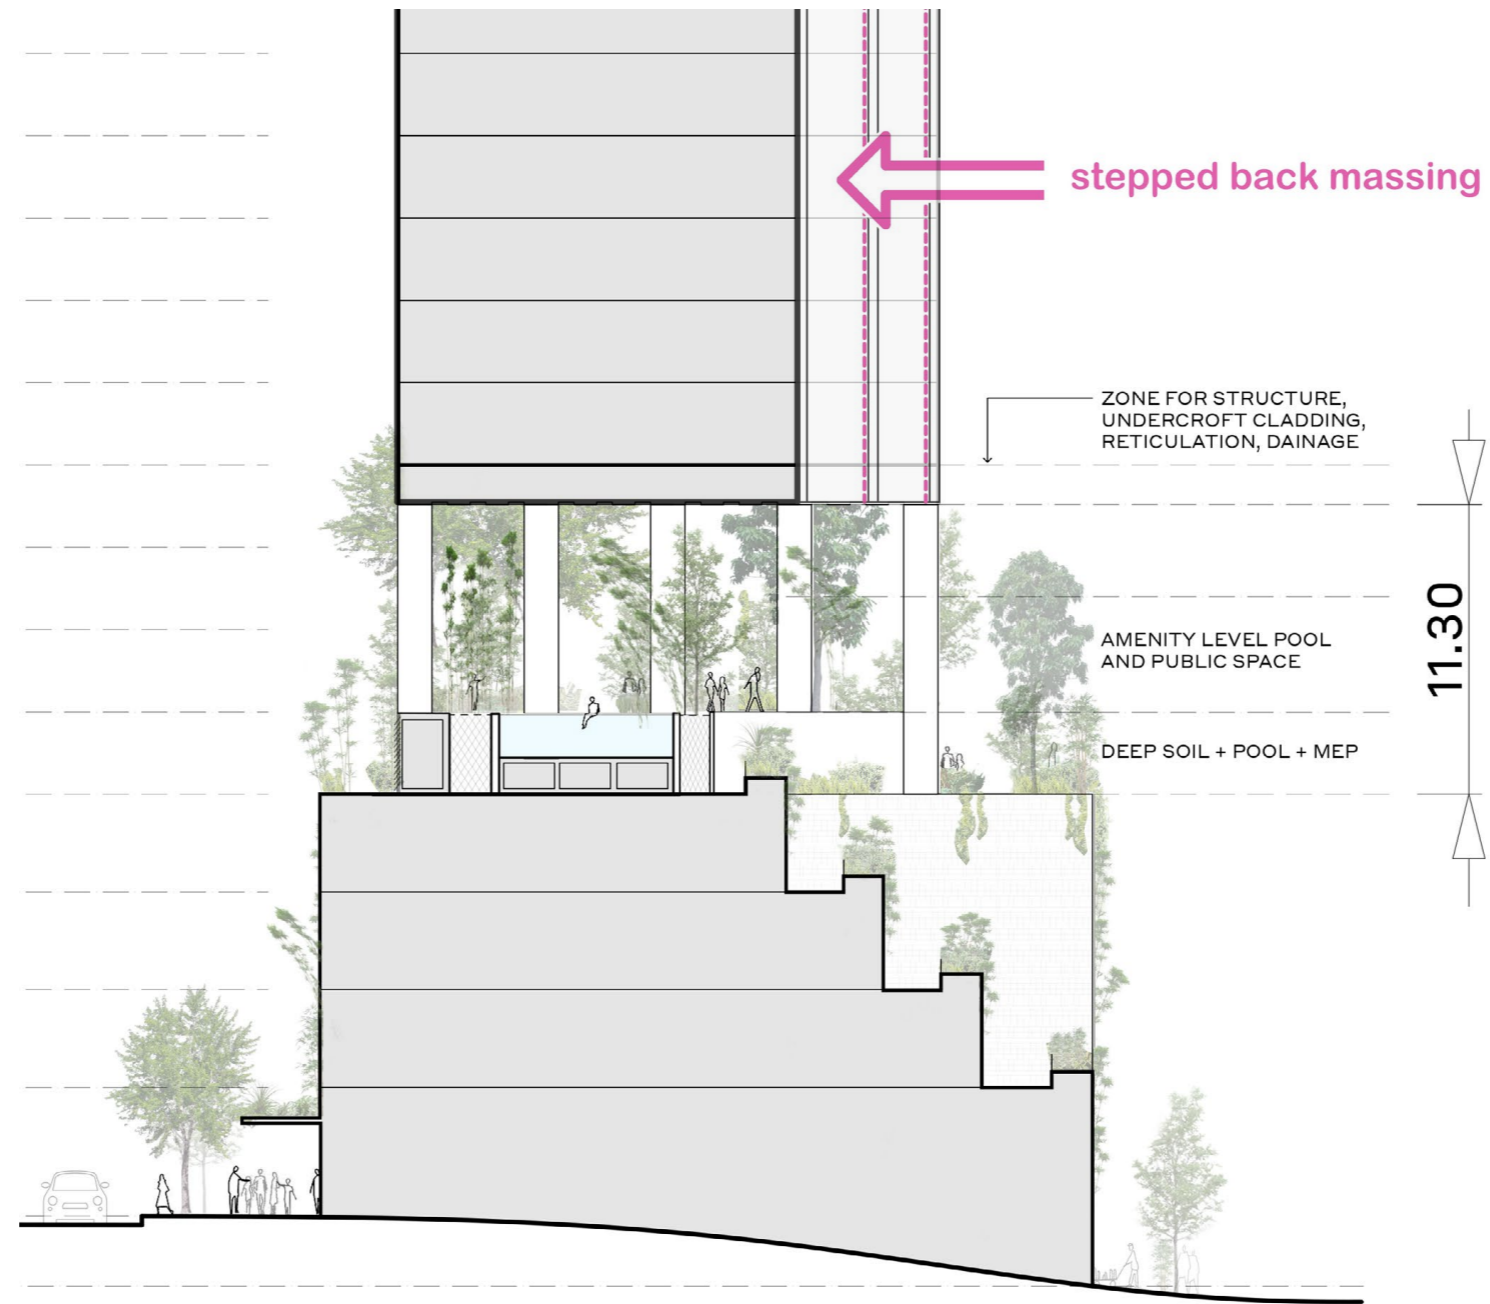 stepped back massing
ZONE FOR STRUCTURE,
UNDERCROFT CLADDING,
RETICULATION, DAINAGE
AMENITY LEVEL POOL
AND PUBLIC SPACE
11.30
DEEP SOIL + POOL + MEP